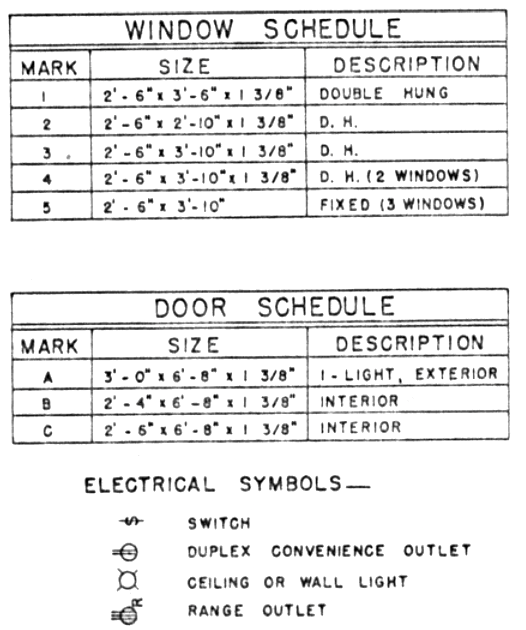 WINDOW SCHEDULE
MARK SIZE DESCRIPTION
1 2'-6" x 3'-6" x 1 3/8" DOUBLE HUNG
2 2'-6" x 2'-10" x 1 3/8" D. H.
3 2'-6" x 3'-10" x 1 3/8" D. H.
4 2'-6" x 3'-10" x 1 3/8" D. H. (2 WINDOWS)
5 2'-6" x 3'-10" FIXED (3 WINDOWS)
DOOR SCHEDULE
MARK SIZE DESCRIPTION
A 3'-0" x 6'-8" x 1 3/8" 1-LIGHT, EXTERIOR
B 2'-4" x 6'-8" x 1 3/8" INTERIOR
C 2'-6" x 6'-8" x 1 3/8" INTERIOR
ELECTRICAL SYMBOLS—
S SWITCH
DUPLEX CONVENIENCE OUTLET
CEILING OR WALL LIGHT
R RANGE OUTLET